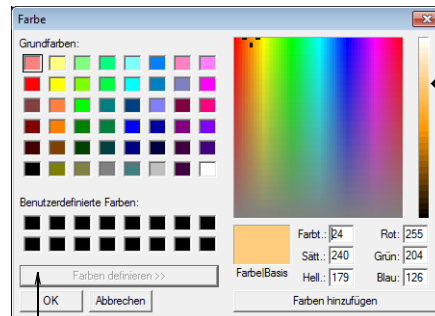 Farbe
Grundfarben:
Benutzerdefinierte Farben:
Farben definieren >>
OK Abbrechen
Farbe|Basis
Farbt.: 24 Rot: 255
Sätt.: 240 Grün: 204
Hell.: 179 Blau: 126
Farben hinzufügen